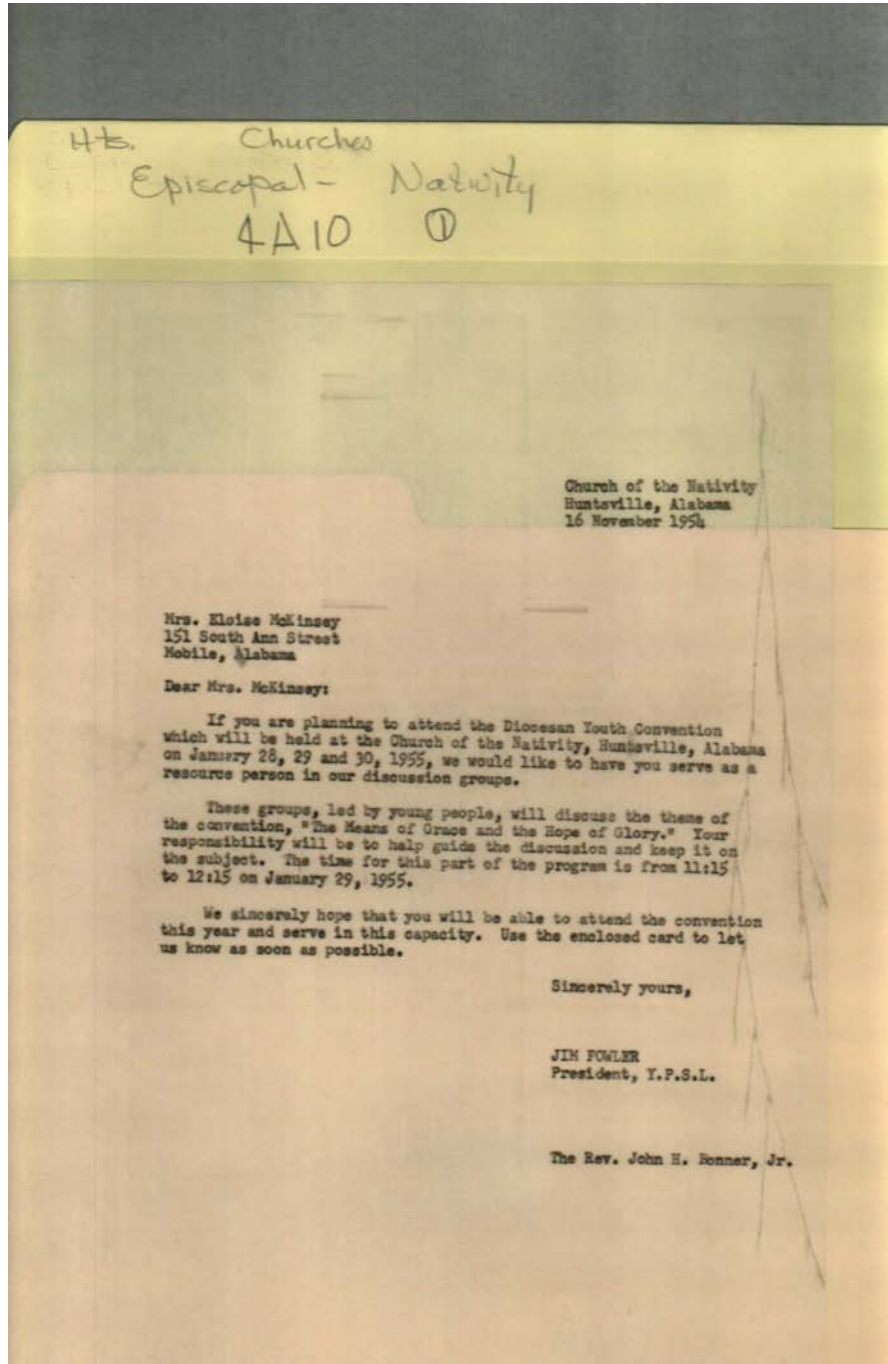 Hts. Churches
Episcopal - Nativity
4A10 ①
Church of the Nativity
Huntsville, Alabama
16 November 1954
Mrs. Eloise McKinsey
151 South Ann Street
Mobile, Alabama
Dear Mrs. McKinsey:
If you are planning to attend the Diocesan Youth Convention
which will be held at the Church of the Nativity, Huntsville, Alabama
on January 28, 29 and 30, 1955, we would like to have you serve as a
resource person in our discussion groups.
These groups, led by young people, will discuss the theme of
the convention, "The Means of Grace and the Hope of Glory." Your
responsibility will be to help guide the discussion and keep it on
the subject. The time for this part of the program is from 11:15
to 12:15 on January 29, 1955.
We sincerely hope that you will be able to attend the convention
this year and serve in this capacity. Use the enclosed card to let
us know as soon as possible.
Sincerely yours,
JIM FOWLER
President, Y.P.S.L.
The Rev. John H. Bonner, Jr.